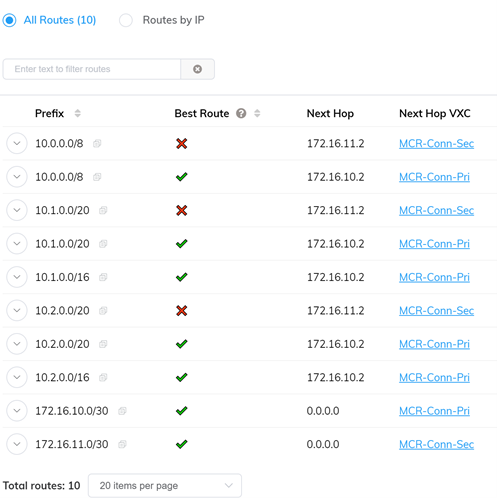 All Routes (10) Routes by IP
Enter text to filter routes
Prefix Best Route ? Next Hop Next Hop VXC
10.0.0.0/8 172.16.11.2 MCR-Conn-Sec
10.0.0.0/8 172.16.10.2 MCR-Conn-Pri
10.1.0.0/20 172.16.11.2 MCR-Conn-Sec
10.1.0.0/20 172.16.10.2 MCR-Conn-Pri
10.1.0.0/16 172.16.10.2 MCR-Conn-Pri
10.2.0.0/20 172.16.11.2 MCR-Conn-Sec
10.2.0.0/20 172.16.10.2 MCR-Conn-Pri
10.2.0.0/16 172.16.10.2 MCR-Conn-Pri
172.16.10.0/30 0.0.0.0 MCR-Conn-Pri
172.16.11.0/30 0.0.0.0 MCR-Conn-Sec
Total routes: 10 20 items per page